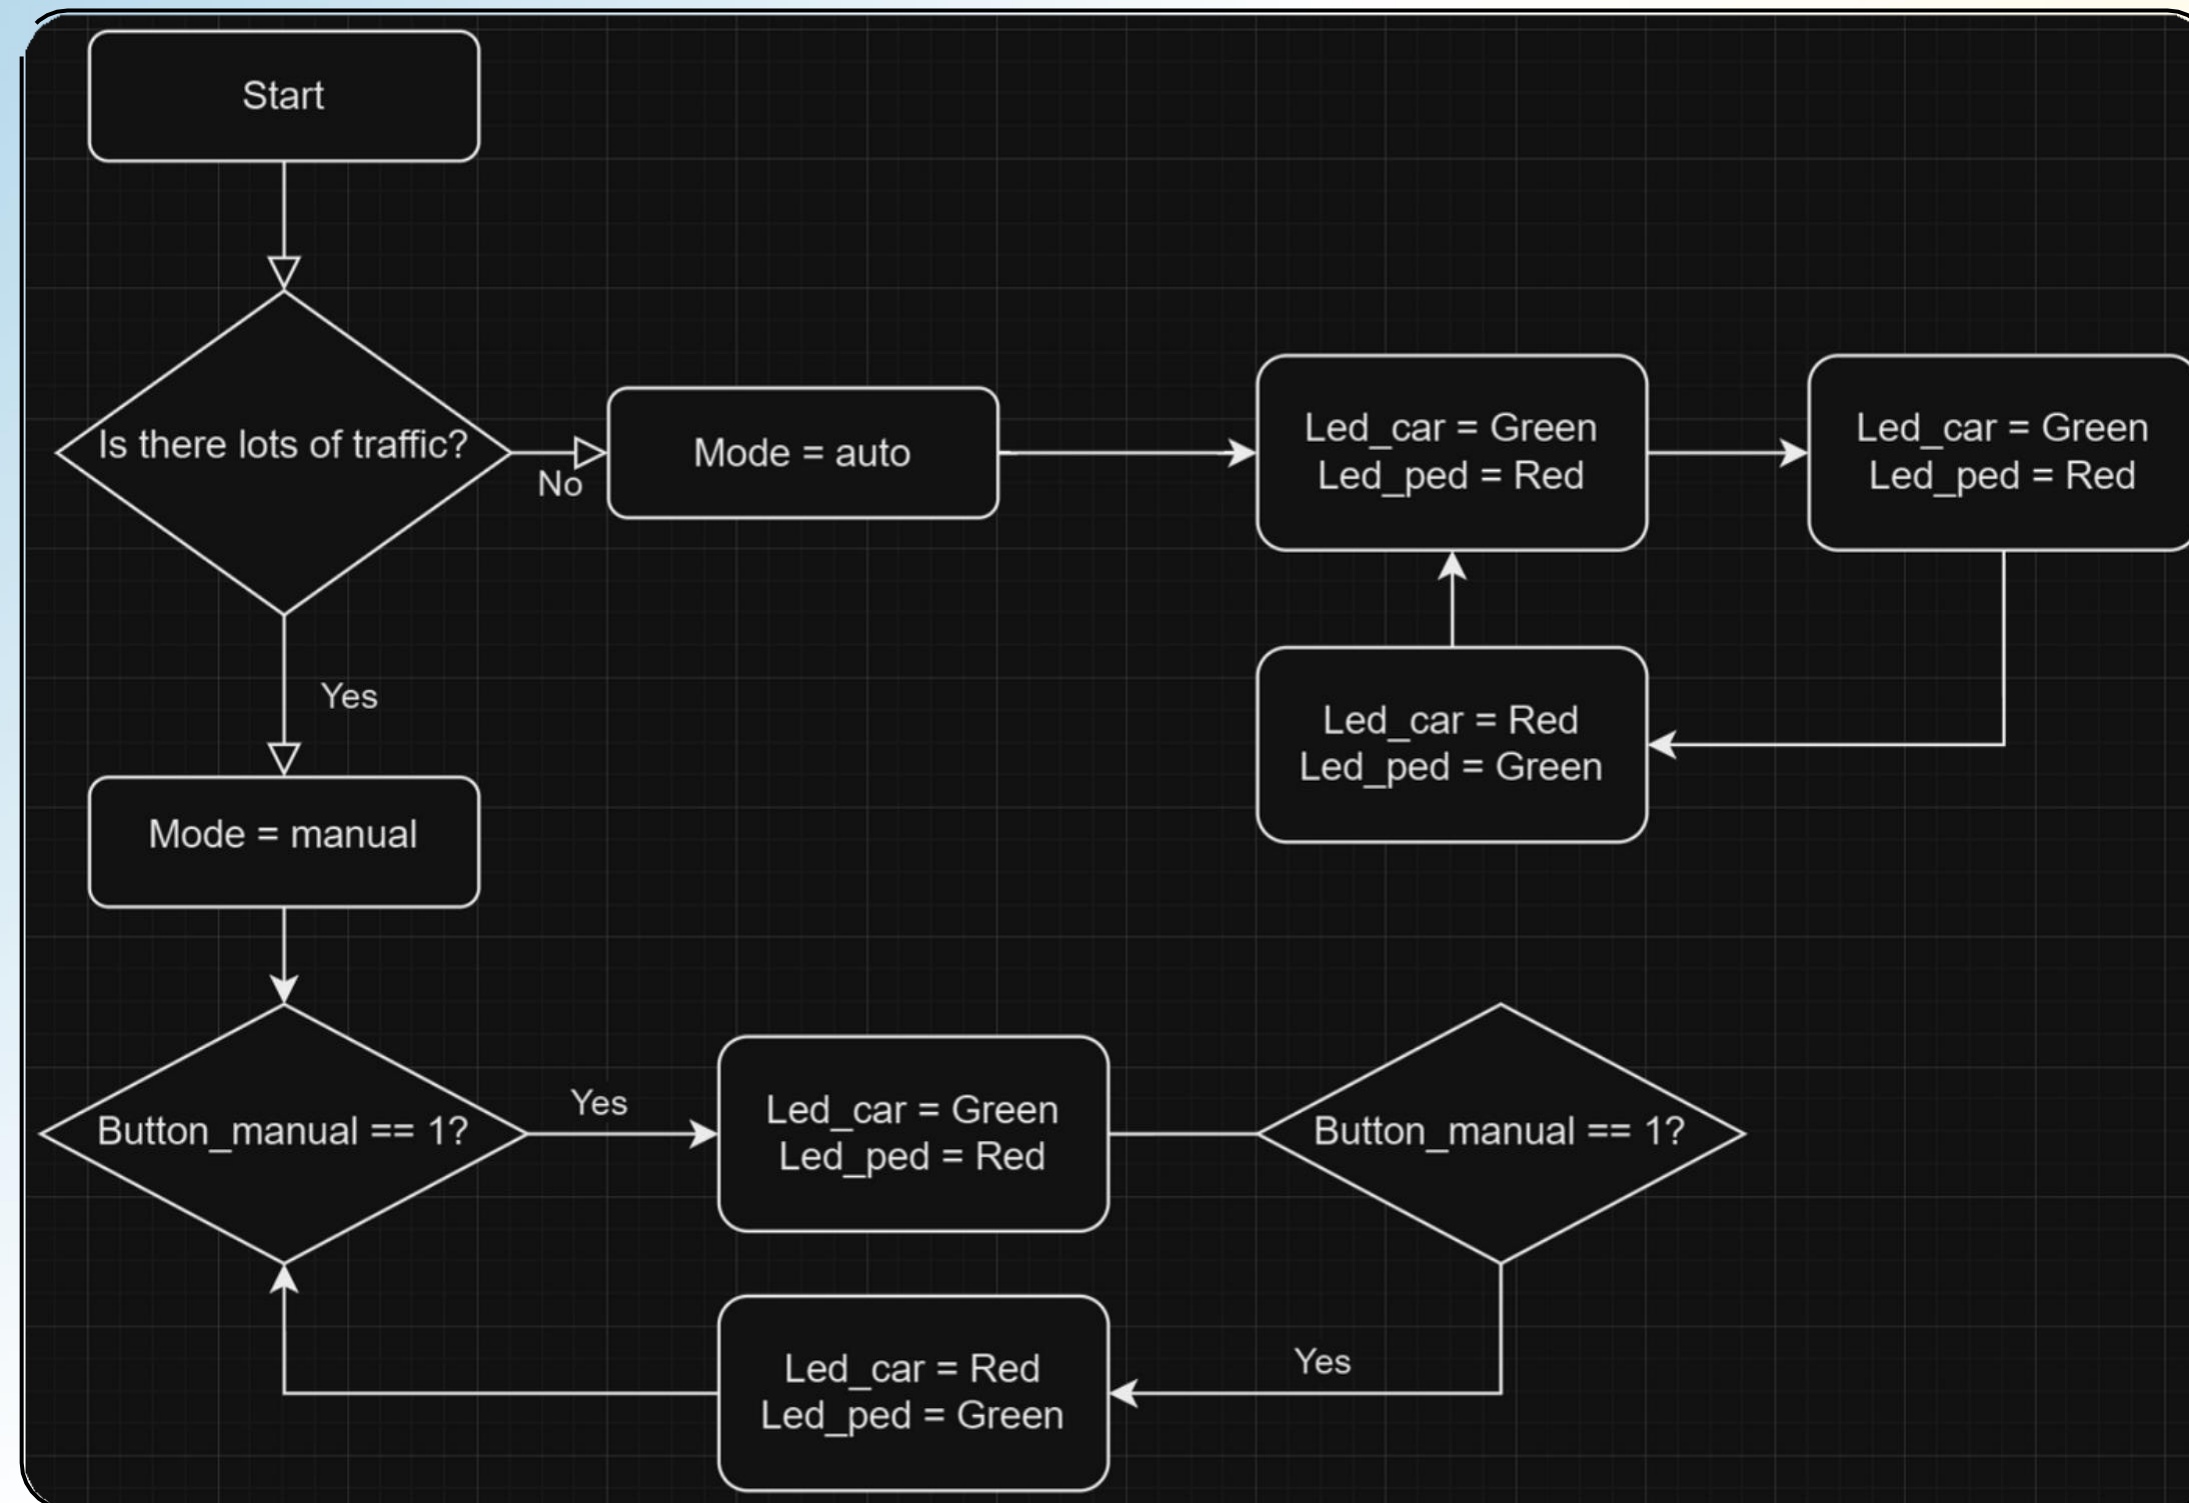 Start
Is there lots of traffic?
No
Mode = auto
Led_car = Green
Led_ped = Red
Led_car = Green
Led_ped = Red
Led_car = Red
Led_ped = Green
Yes
Mode = manual
Button_manual == 1?
Yes
Led_car = Green
Led_ped = Red
Button_manual == 1?
Yes
Led_car = Red
Led_ped = Green